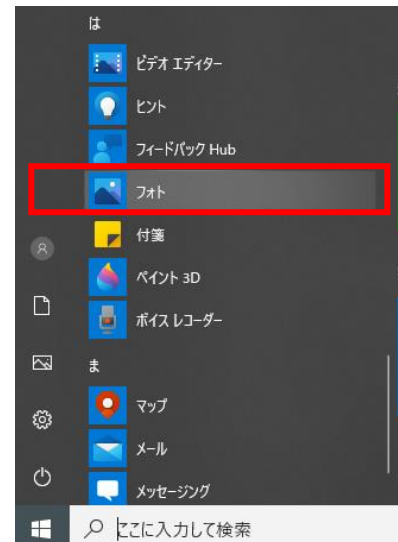 は
ビデオ エディター
ヒント
フィードバック Hub
フォト
付箋
ペイント 3D
ボイス レコーダー
ま
マップ
メール
メッセージング
ここに入力して検索